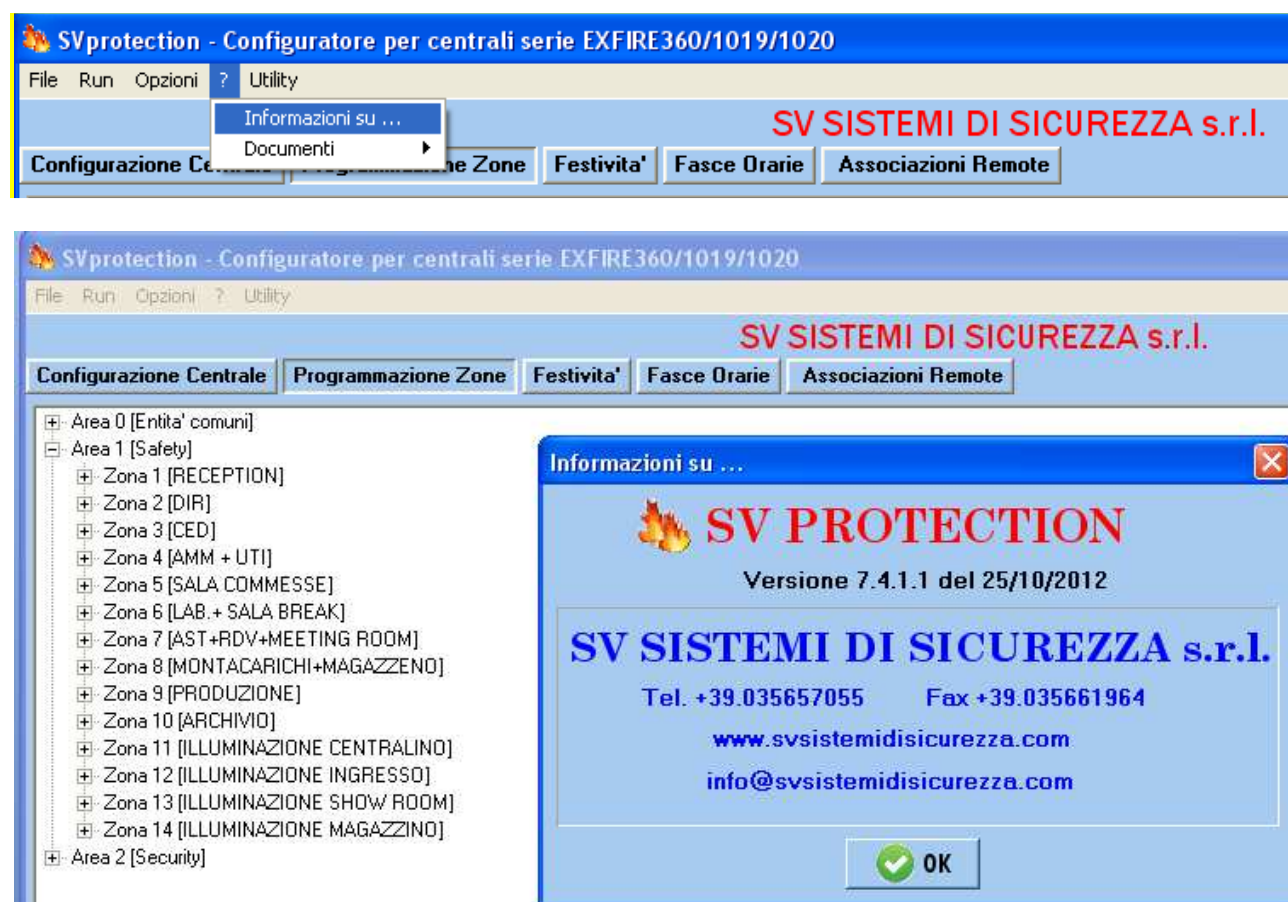 SVprotection - Configuratore per centrali serie EXFIRE360/1019/1020
File Run Opzioni ? Utility
Informazioni su ...
Documenti
SV SISTEMI DI SICUREZZA s.r.l.
Configurazione Ce Zone Festivita' Fasce Orarie Associazioni Remote
SVprotection - Configuratore per centrali serie EXFIRE360/1019/1020
File Run Opzioni ? Utility
SV SISTEMI DI SICUREZZA s.r.l.
Configurazione Centrale Programmazione Zone Festivita' Fasce Orarie Associazioni Remote
Area 0 [Entita' comuni]
Area 1 [Safety]
Zona 1 [RECEPTION]
Zona 2 [DIR]
Zona 3 [CED]
Zona 4 [AMM + UTI]
Zona 5 [SALA COMMESSE]
Zona 6 [LAB.+ SALA BREAK]
Zona 7 [AST+RDV+MEETING ROOM]
Zona 8 [MONTACARICHI+MAGAZZENO]
Zona 9 [PRODUZIONE]
Zona 10 [ARCHIVIO]
Zona 11 [ILLUMINAZIONE CENTRALINO]
Zona 12 [ILLUMINAZIONE INGRESSO]
Zona 13 [ILLUMINAZIONE SHOW ROOM]
Zona 14 [ILLUMINAZIONE MAGAZZINO]
Area 2 [Security]
Informazioni su ...
SV PROTECTION
Versione 7.4.1.1 del 25/10/2012
SV SISTEMI DI SICUREZZA s.r.l.
Tel. +39.035657055 Fax +39.035661964
www.svsistemidisicurezza.com
info@svsistemidisicurezza.com
OK